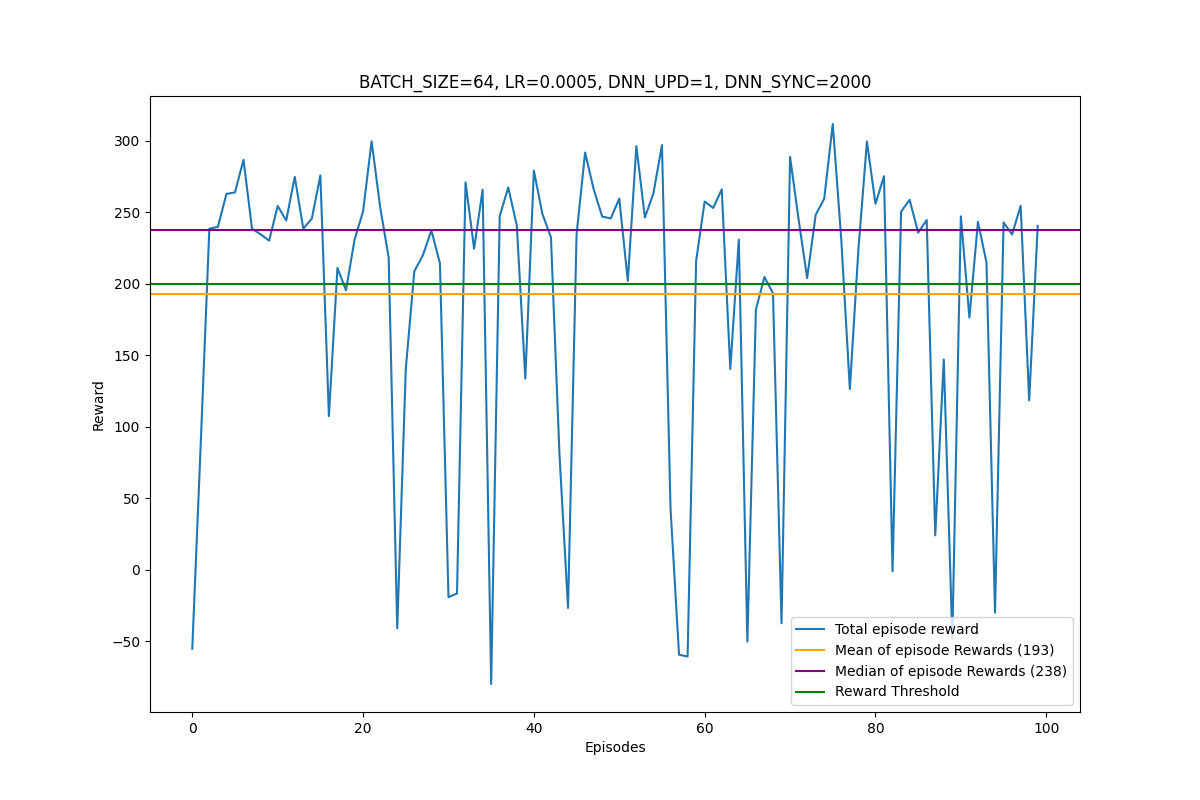 BATCH_SIZE=64, LR=0.0005, DNN_UPD=1, DNN_SYNC=2000
300
250
200
150
100
50
0
−50
Reward
0 20 40 60 80 100
Episodes
Total episode reward
Mean of episode Rewards (193)
Median of episode Rewards (238)
Reward Threshold